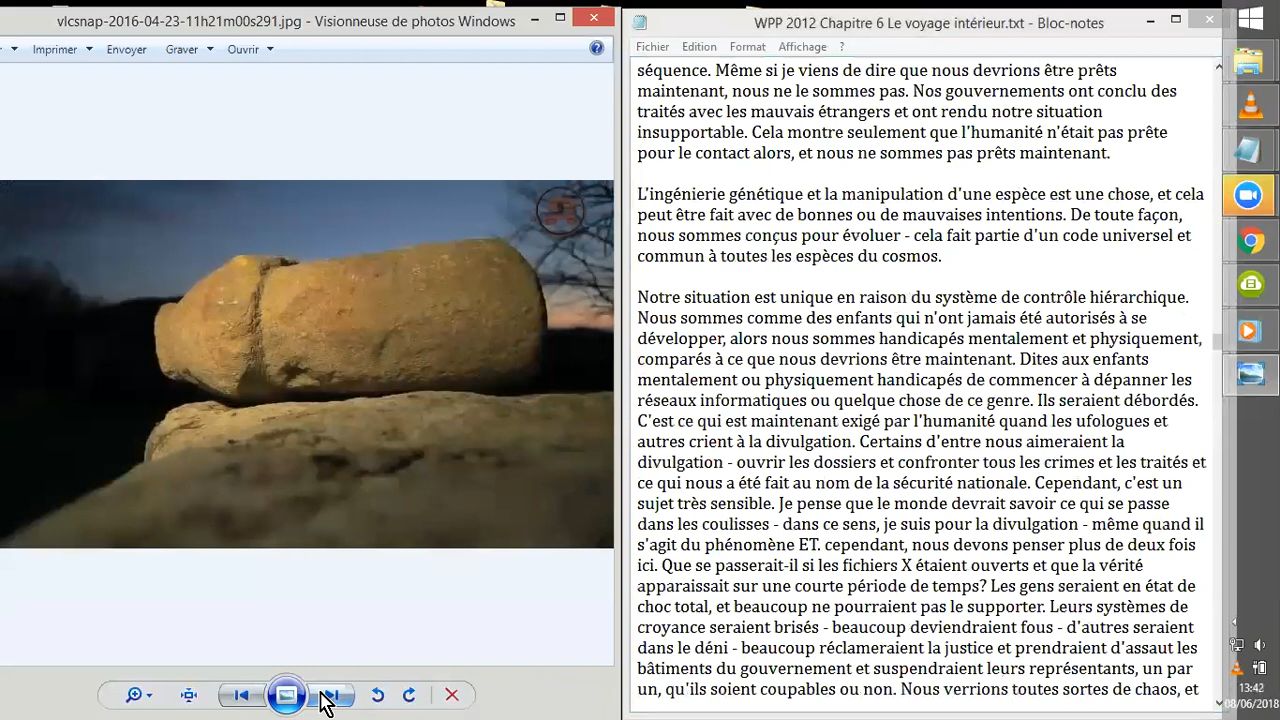 vlcsnap-2016-04-23-11h21m00s291.jpg - Visionneuse de photos Windows
Imprimer Envoyer Graver Ouvrir
WPP 2012 Chapitre 6 Le voyage intérieur.txt - Bloc-notes
Fichier Edition Format Affichage ?
séquence. Même si je viens de dire que nous devrions être prêts
maintenant, nous ne le sommes pas. Nos gouvernements ont conclu des
traités avec les mauvais étrangers et ont rendu notre situation
insupportable. Cela montre seulement que l'humanité n'était pas prête
pour le contact alors, et nous ne sommes pas prêts maintenant.
L'ingénierie génétique et la manipulation d'une espèce est une chose, et cela
peut être fait avec de bonnes ou de mauvaises intentions. De toute façon,
nous sommes conçus pour évoluer - cela fait partie d'un code universel et
commun à toutes les espèces du cosmos.
Notre situation est unique en raison du système de contrôle hiérarchique.
Nous sommes comme des enfants qui n'ont jamais été autorisés à se
développer, alors nous sommes handicapés mentalement et physiquement,
comparés à ce que nous devrions être maintenant. Dites aux enfants
mentalement ou physiquement handicapés de commencer à dépanner les
réseaux informatiques ou quelque chose de ce genre. Ils seraient débordés.
C'est ce qui est maintenant exigé par l'humanité quand les ufologues et
autres crient à la divulgation. Certains d'entre nous aimeraient la
divulgation - ouvrir les dossiers et confronter tous les crimes et les traités et
ce qui nous a été fait au nom de la sécurité nationale. Cependant, c'est un
sujet très sensible. Je pense que le monde devrait savoir ce qui se passe
dans les coulisses - dans ce sens, je suis pour la divulgation - même quand il
s'agit du phénomène ET. cependant, nous devons penser plus de deux fois
ici. Que se passerait-il si les fichiers X étaient ouverts et que la vérité
apparaissait sur une courte période de temps? Les gens seraient en état de
choc total, et beaucoup ne pourraient pas le supporter. Leurs systèmes de
croyance seraient brisés - beaucoup deviendraient fous - d'autres seraient
dans le déni - beaucoup réclameraient la justice et prendraient d'assaut les
bâtiments du gouvernement et suspendraient leurs représentants, un par
un, qu'ils soient coupables ou non. Nous verrions toutes sortes de chaos, et
13:42
08/06/2018